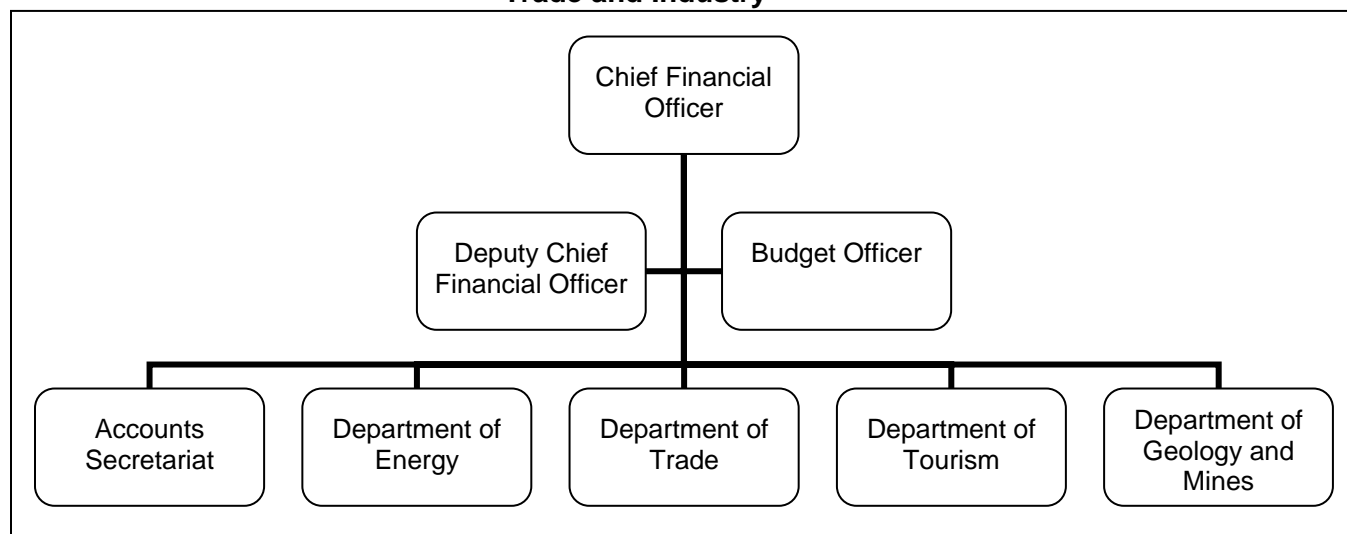 Trade and Industry
Chief Financial
Officer
Deputy Chief
Financial Officer
Budget Officer
Accounts
Secretariat
Department of
Energy
Department of
Trade
Department of
Tourism
Department of
Geology and
Mines